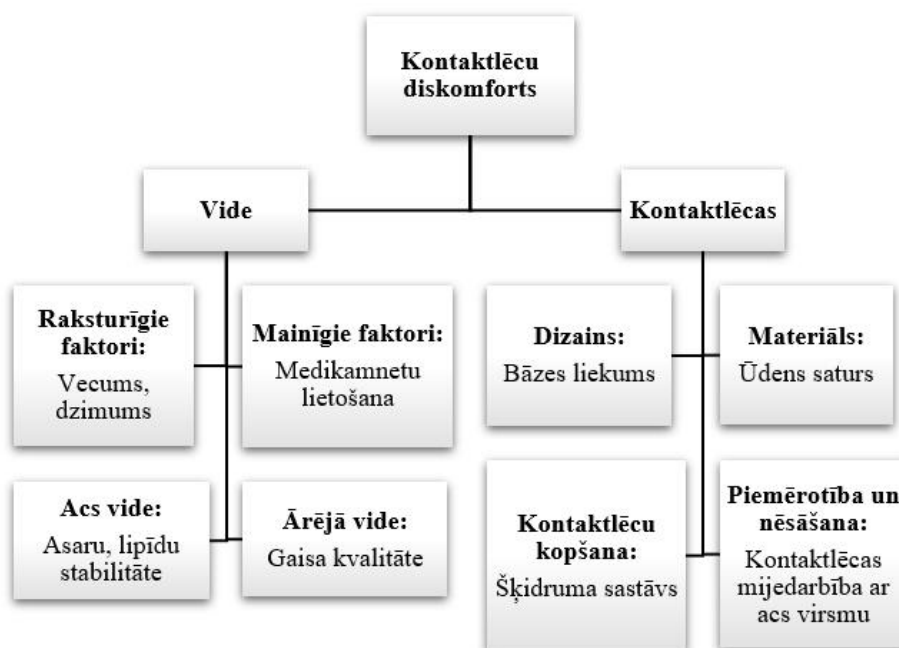 Kontaktlēcu
diskomforts
Vide
Kontaktlēcas
Raksturīgie
faktori:
Vecums,
dzimums
Mainīgie faktori:
Medikamnetu
lietošana
Dizains:
Bāzes liekums
Materiāls:
Ūdens saturs
Acs vide:
Asaru, lipīdu
stabilitāte
Ārējā vide:
Gaisa kvalitāte
Kontaktlēcu
kopšana:
Šķidruma sastāvs
Piemērotība un
nēsāšana:
Kontaktlēcas
mijedarbība ar
acs virsmu